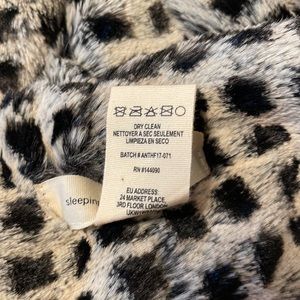 DRY CLEAN
NETTOYER A SEC SEULEMENT
LIMPIEZA EN SECO
BATCH # ANTHF17-071
RN #144090
EU ADDRESS:
24 MARKET PLACE,
3RD FLOOR LONDON
sleeping